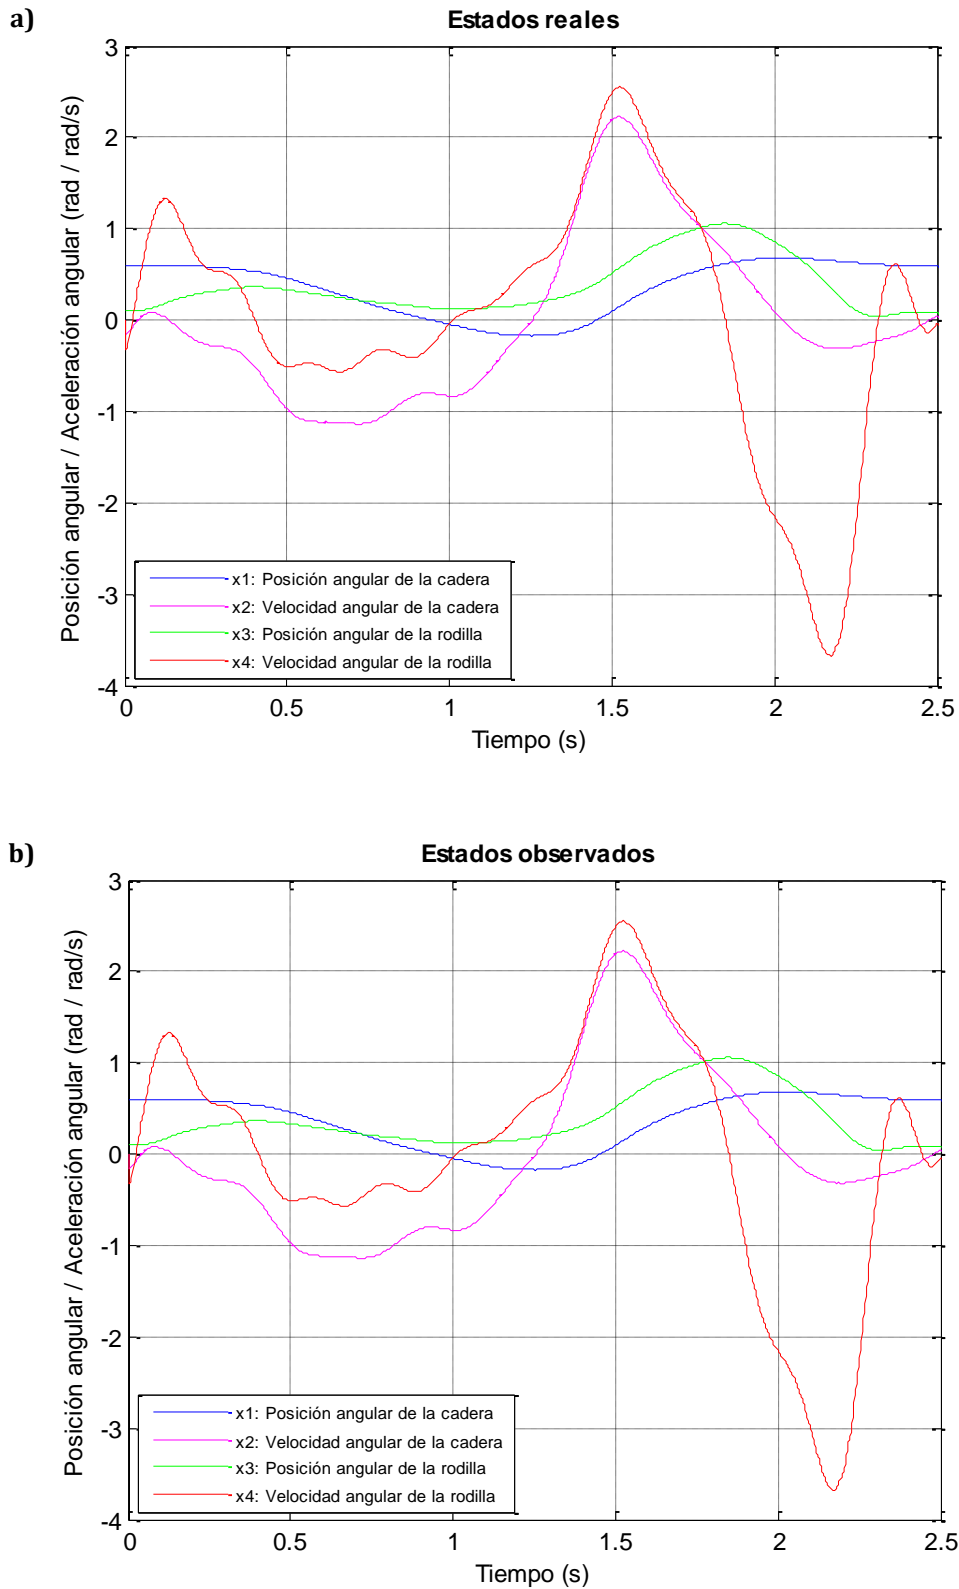 a)
Estados reales
3
2
1
0
-1
-2
-3
-4
Posición angular / Aceleración angular (rad / rad/s)
x1: Posición angular de la cadera
x2: Velocidad angular de la cadera
x3: Posición angular de la rodilla
x4: Velocidad angular de la rodilla
0 0.5 1 1.5 2 2.5
Tiempo (s)
b)
Estados observados
3
2
1
0
-1
-2
-3
-4
Posición angular / Aceleración angular (rad / rad/s)
x1: Posición angular de la cadera
x2: Velocidad angular de la cadera
x3: Posición angular de la rodilla
x4: Velocidad angular de la rodilla
0 0.5 1 1.5 2 2.5
Tiempo (s)